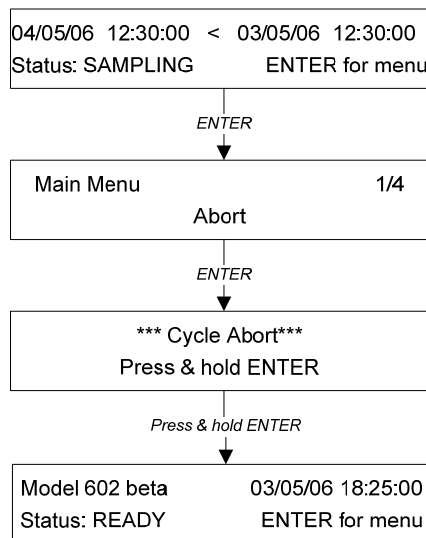 04/05/06 12:30:00 < 03/05/06 12:30:00
Status: SAMPLING ENTER for menu
ENTER
Main Menu 1/4
Abort
ENTER
*** Cycle Abort***
Press & hold ENTER
Press & hold ENTER
Model 602 beta 03/05/06 18:25:00
Status: READY ENTER for menu